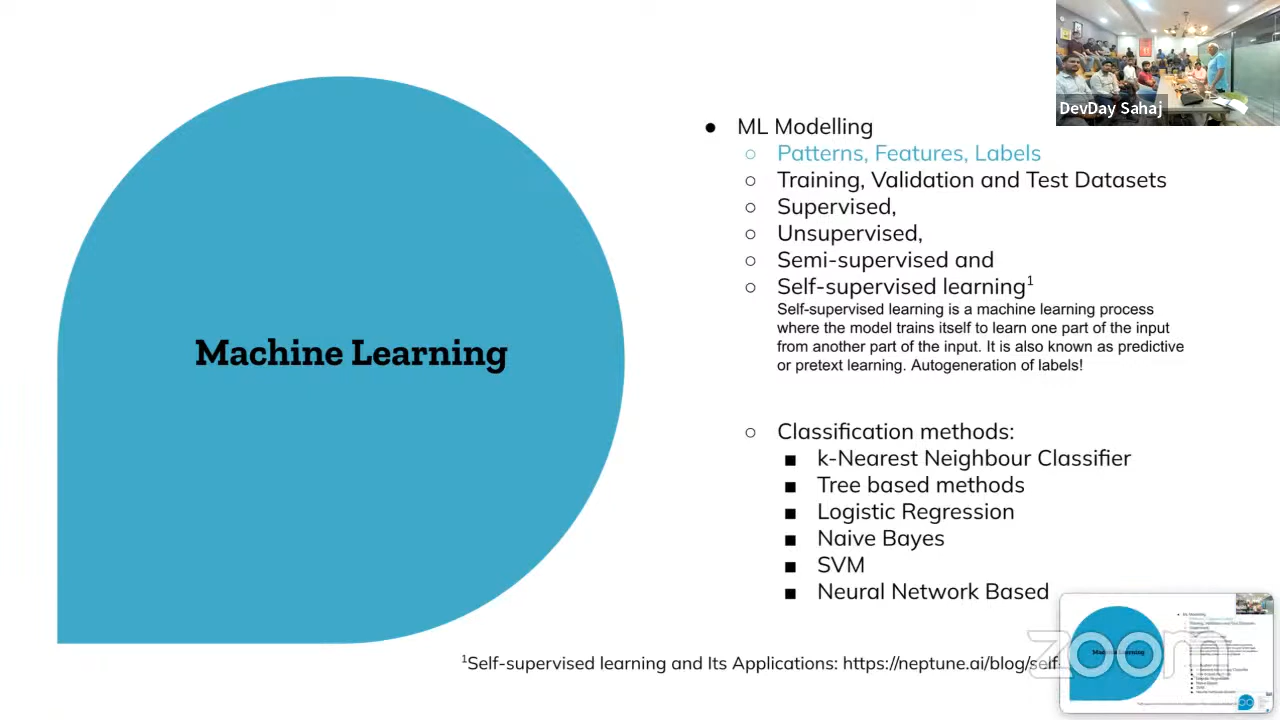 DevDay Sahaj
Machine Learning
● ML Modelling
○ Patterns, Features, Labels
○ Training, Validation and Test Datasets
○ Supervised,
○ Unsupervised,
○ Semi-supervised and
○ Self-supervised learning¹
Self-supervised learning is a machine learning process
where the model trains itself to learn one part of the input
from another part of the input. It is also known as predictive
or pretext learning. Autogeneration of labels!
○ Classification methods:
■ k-Nearest Neighbour Classifier
■ Tree based methods
■ Logistic Regression
■ Naive Bayes
■ SVM
■ Neural Network Based
¹Self-supervised learning and Its Applications: https://neptune.ai/blog/self-
zoom
Machine Learning